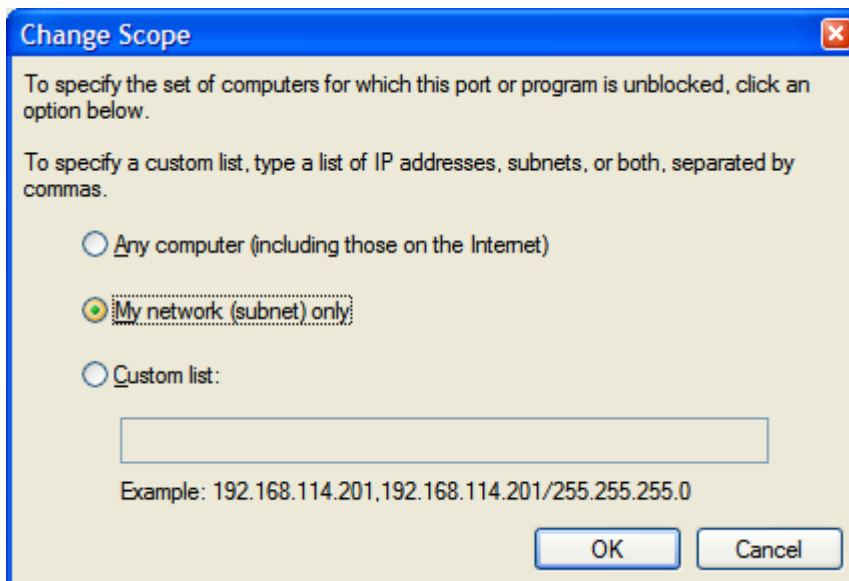 Change Scope
To specify the set of computers for which this port or program is unblocked, click an
option below.
To specify a custom list, type a list of IP addresses, subnets, or both, separated by
commas.
Any computer (including those on the Internet)
My network (subnet) only
Custom list:
Example: 192.168.114.201,192.168.114.201/255.255.255.0
OK Cancel